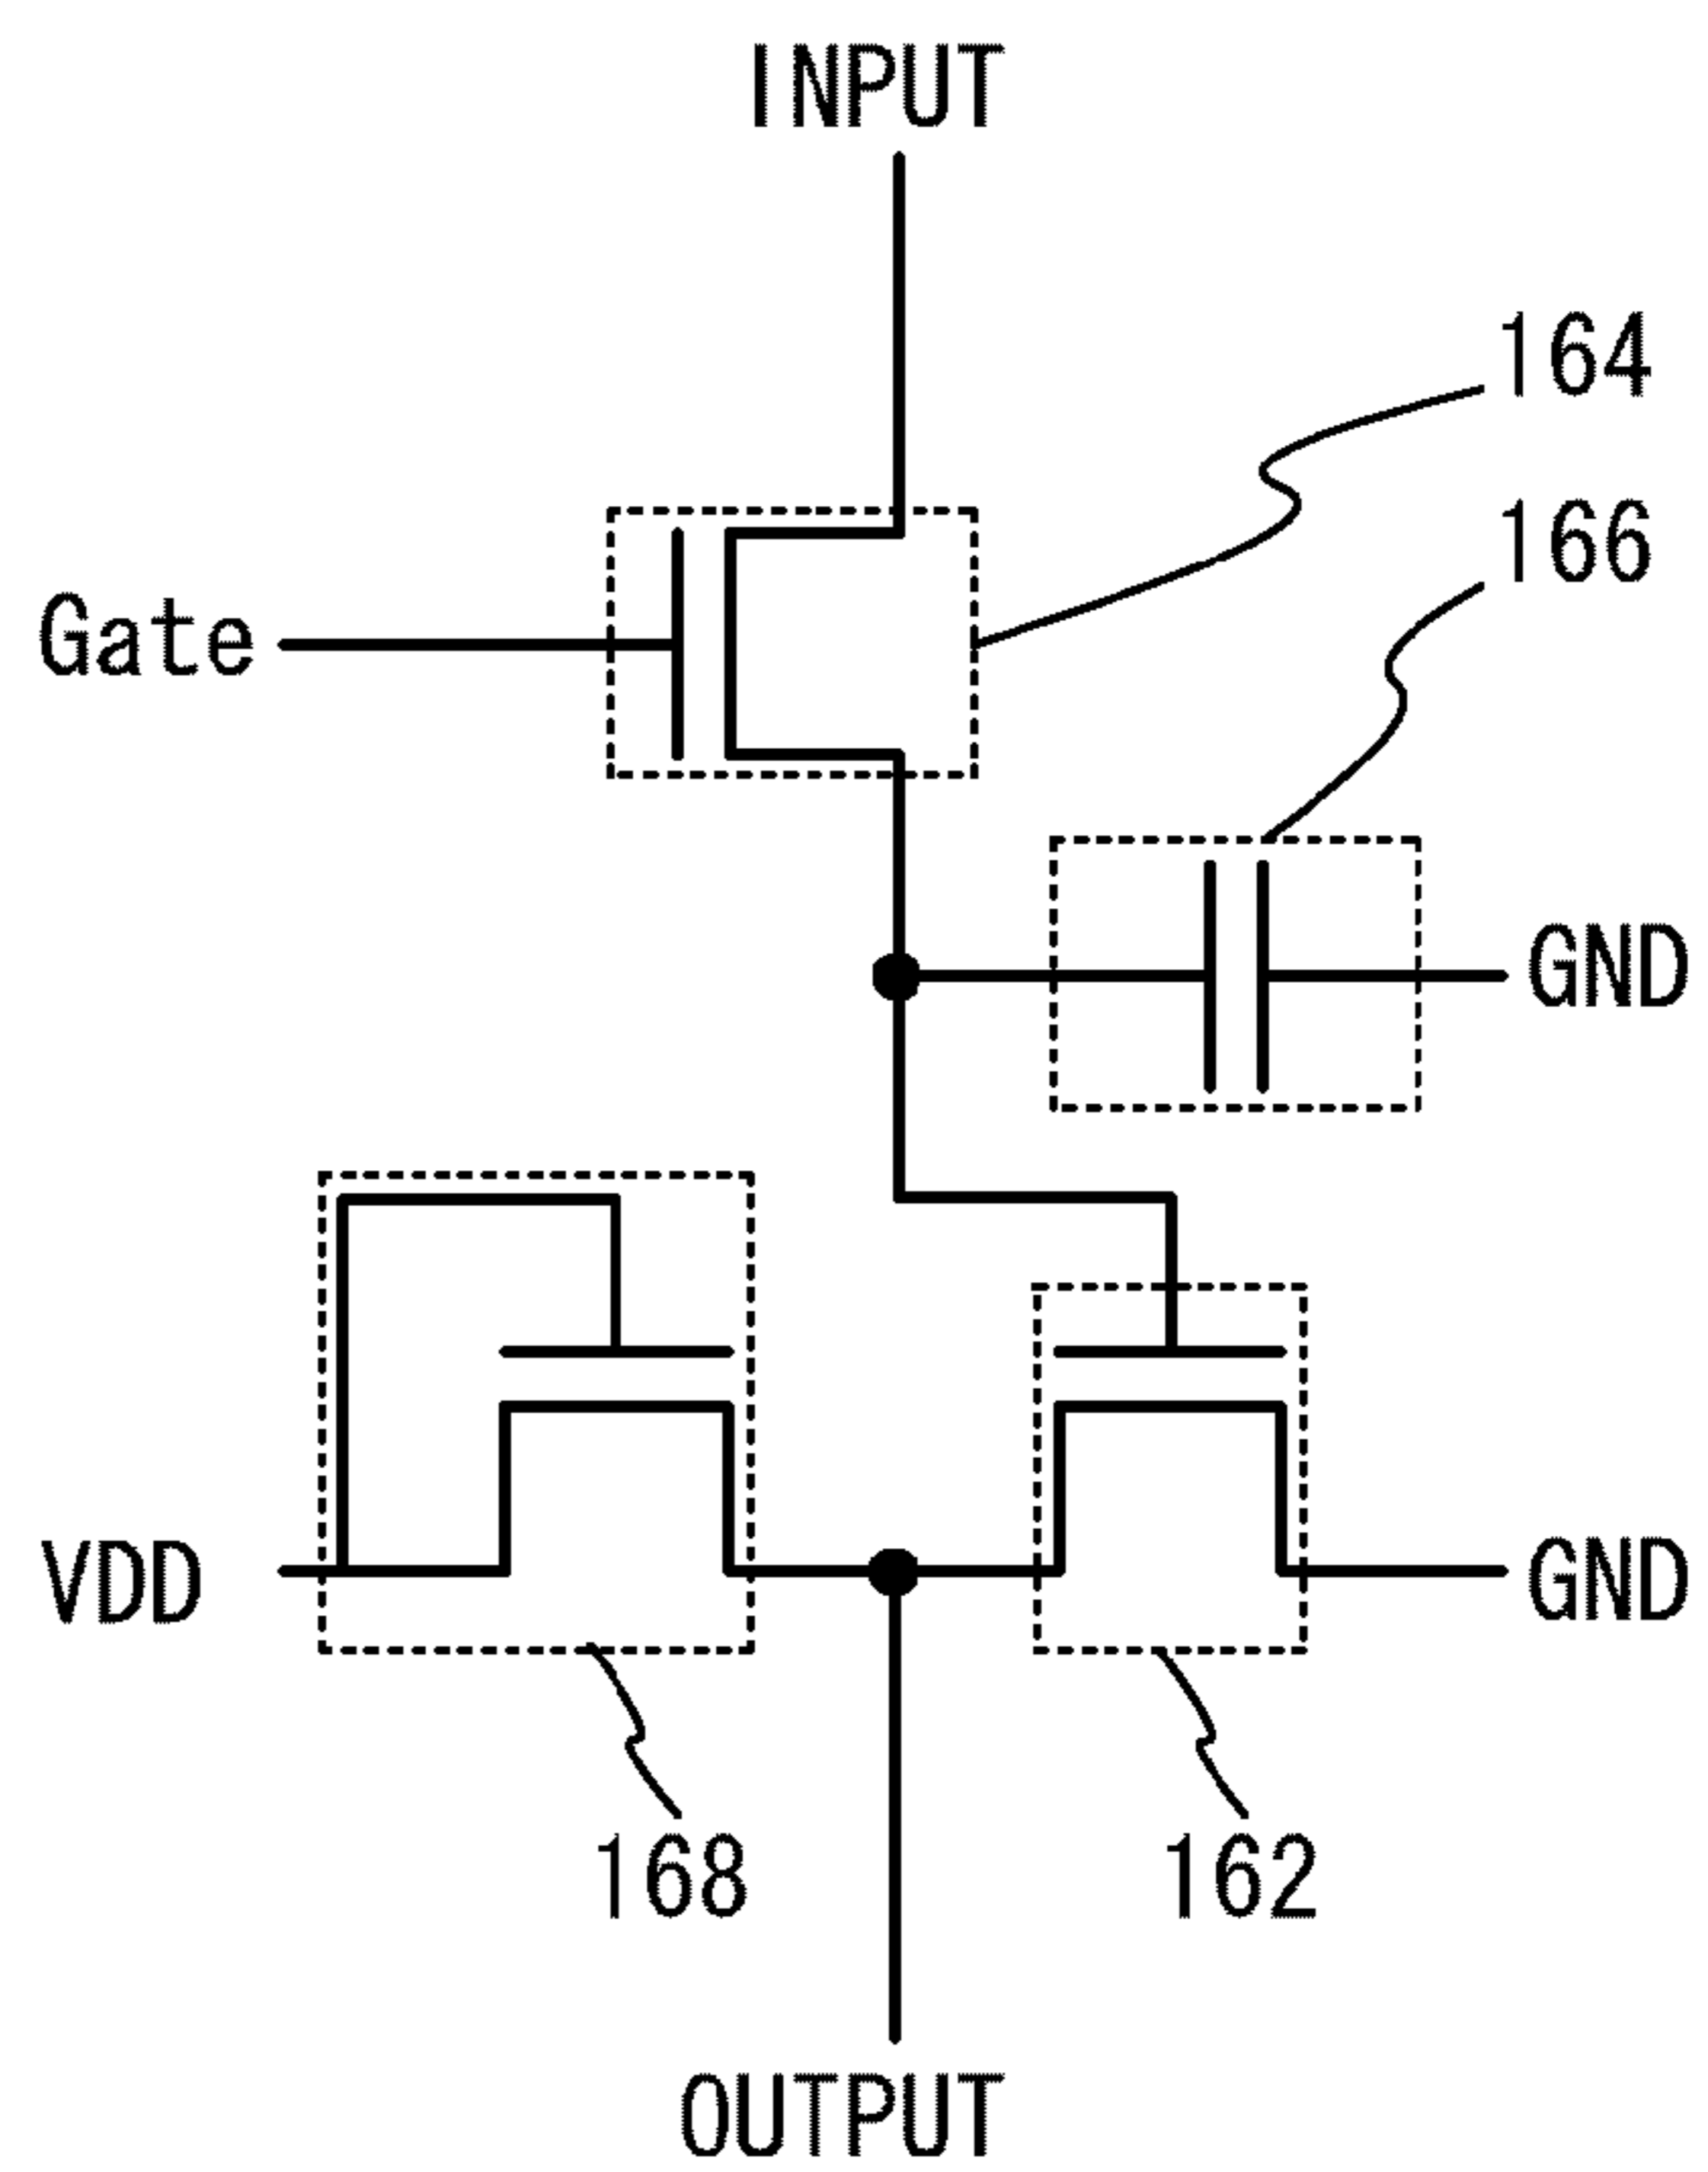 INPUT
164
166
Gate
GND
VDD
GND
168
162
OUTPUT